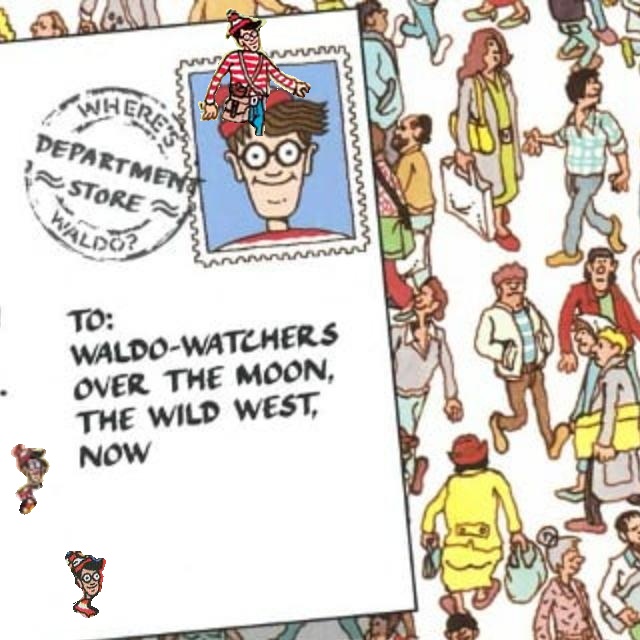 WHERE'S
DEPARTMENT
STORE
WALDO?
TO:
WALDO-WATCHERS
OVER THE MOON,
THE WILD WEST,
NOW